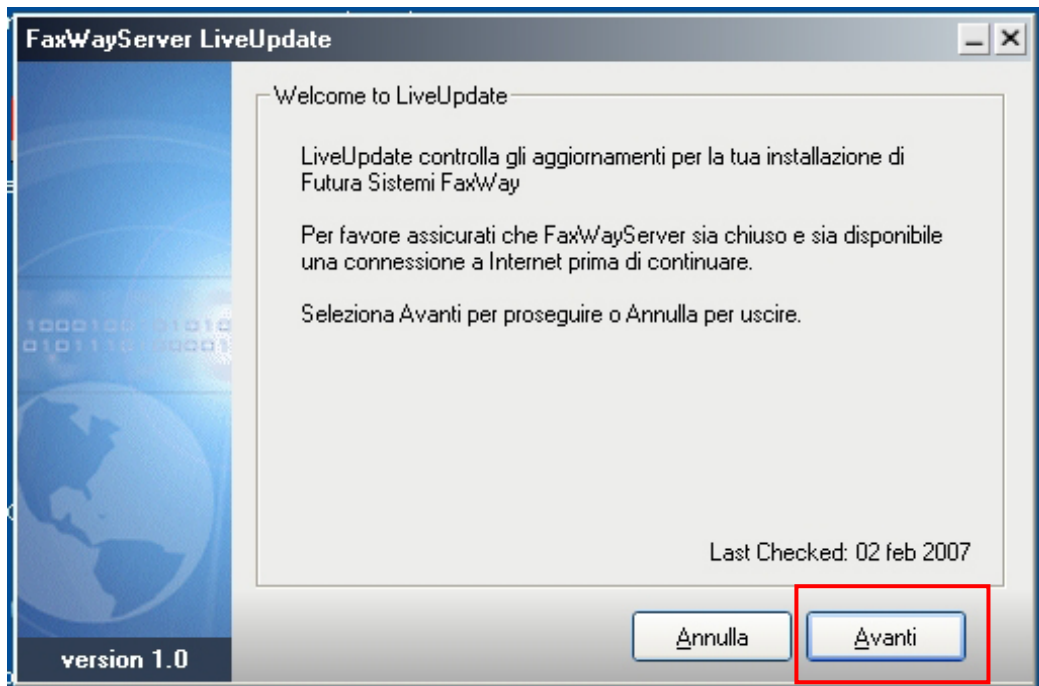 FaxWayServer LiveUpdate
Welcome to LiveUpdate
LiveUpdate controlla gli aggiornamenti per la tua installazione di
Futura Sistemi FaxWay
Per favore assicurati che FaxWayServer sia chiuso e sia disponibile
una connessione a Internet prima di continuare.
Seleziona Avanti per proseguire o Annulla per uscire.
Last Checked: 02 feb 2007
Annulla
Avanti
version 1.0